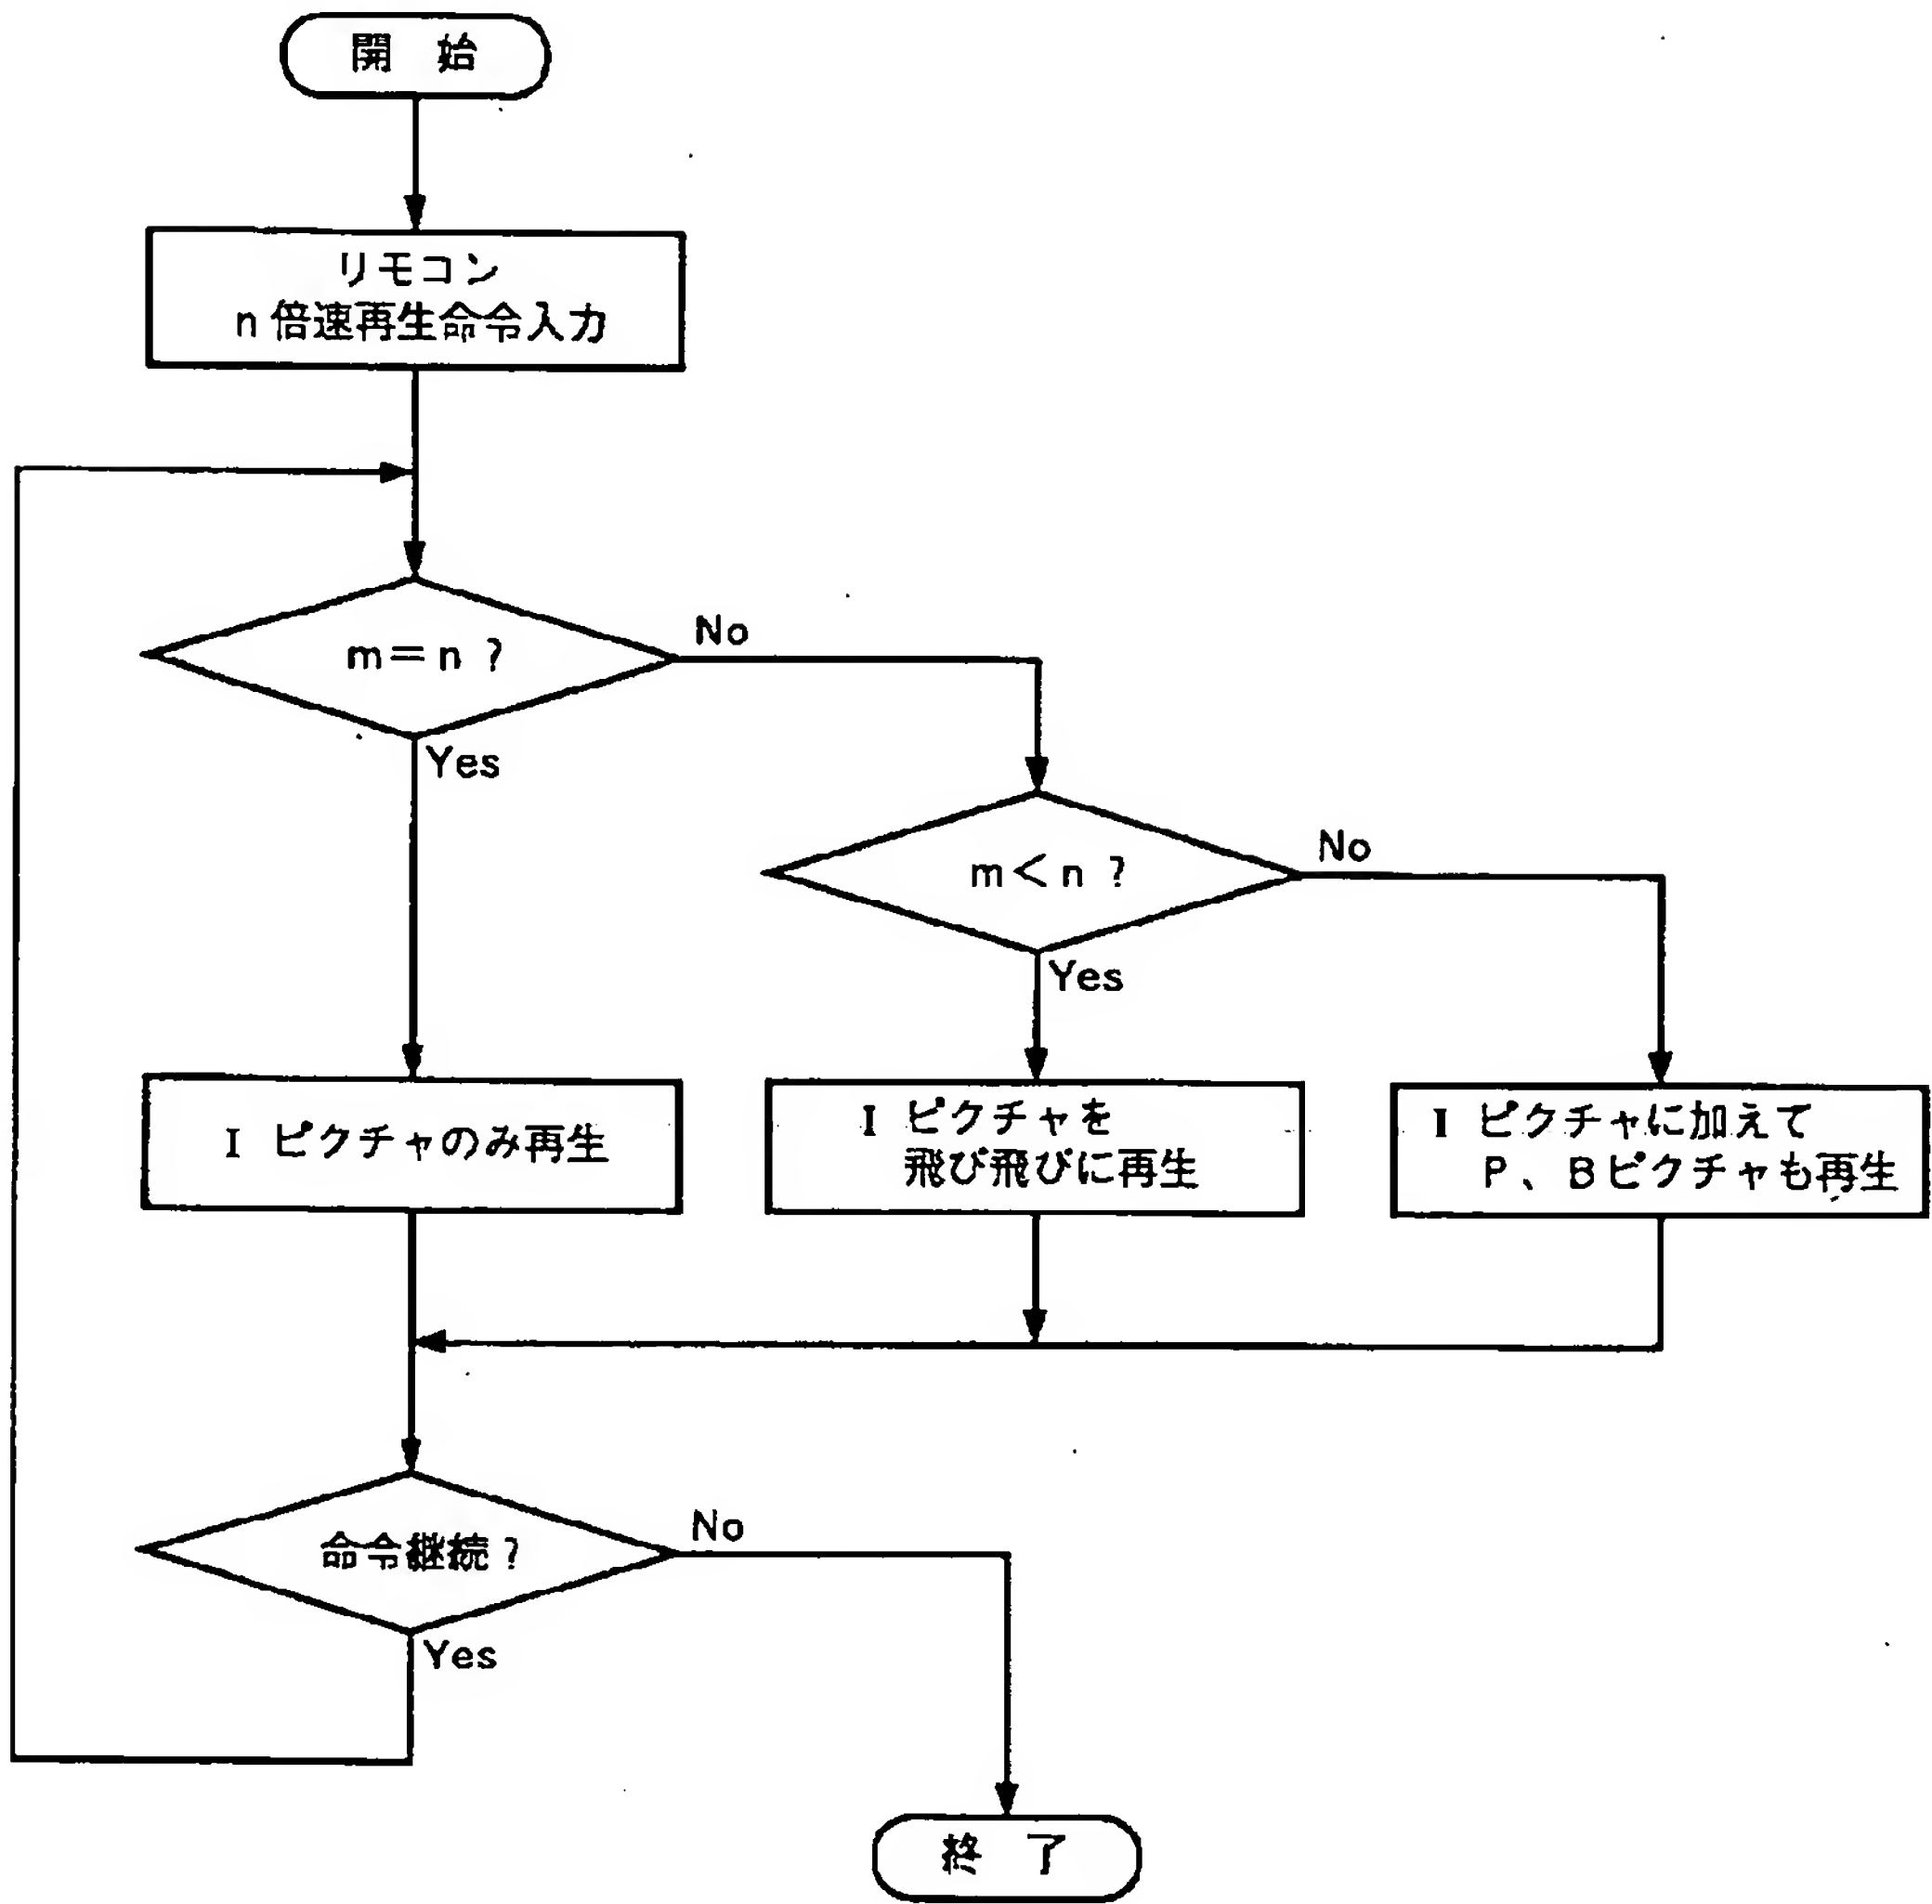 開 始
リモコン
n倍速再生命令入力
m=n ?
No
Yes
m<n ?
No
Yes
I ピクチャのみ再生
I ピクチャを
飛び飛びに再生
I ピクチャに加えて
P、Bピクチャも再生
命令継続?
No
Yes
終 了